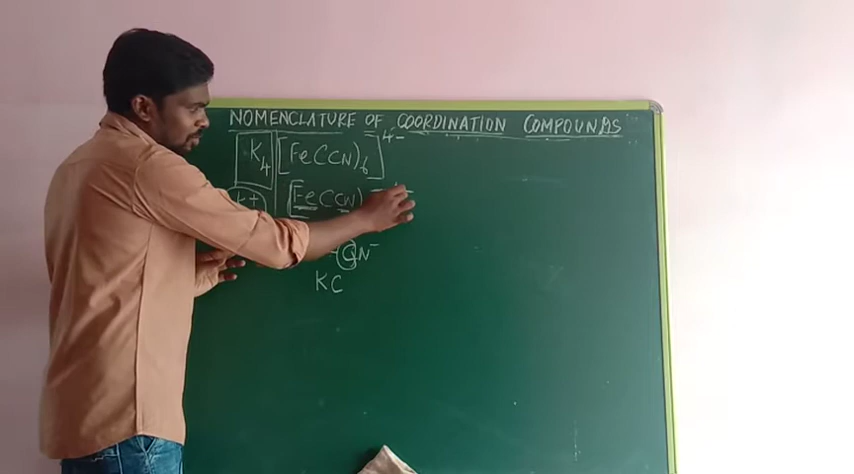 NOMENCLATURE OF COORDINATION COMPOUNDS
K4 [Fe(CN)6]4-
K+ [Fe(CN)
CN-
KC